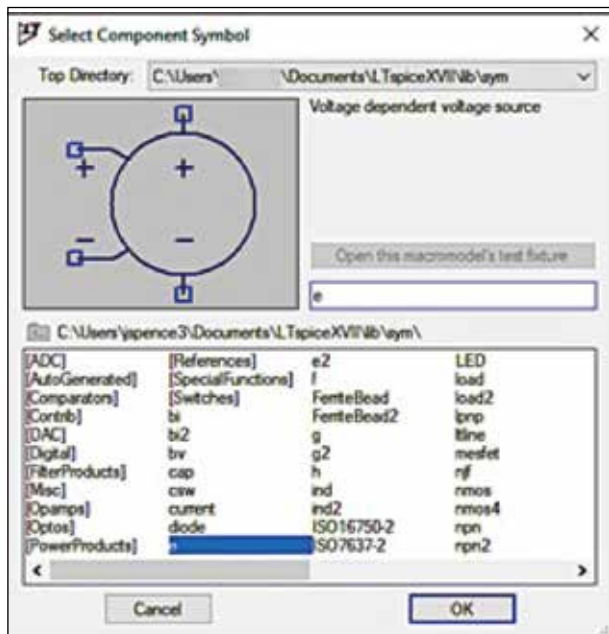 Select Component Symbol
Top Directory: C:\Users\ \Documents\LTspiceXVII\lib\sym
Voltage dependent voltage source
+ +
- -
Open this macromodel's test fixture
e
C:\Users\jspence3\Documents\LTspiceXVII\lib\sym\
[ADC] [References] e2 LED
[AutoGenerated] [SpecialFunctions] f load
[Comparators] [Switches] FerriteBead load2
[Contrib] bi FerriteBead2 lpnp
[DAC] bi2 g ltline
[Digital] bv g2 mesfet
[FilterProducts] cap h njf
[Misc] csw ind nmos
[Opamps] current ind2 nmos4
[Optos] diode ISO16750-2 npn
[PowerProducts] e ISO7637-2 npn2
Cancel OK